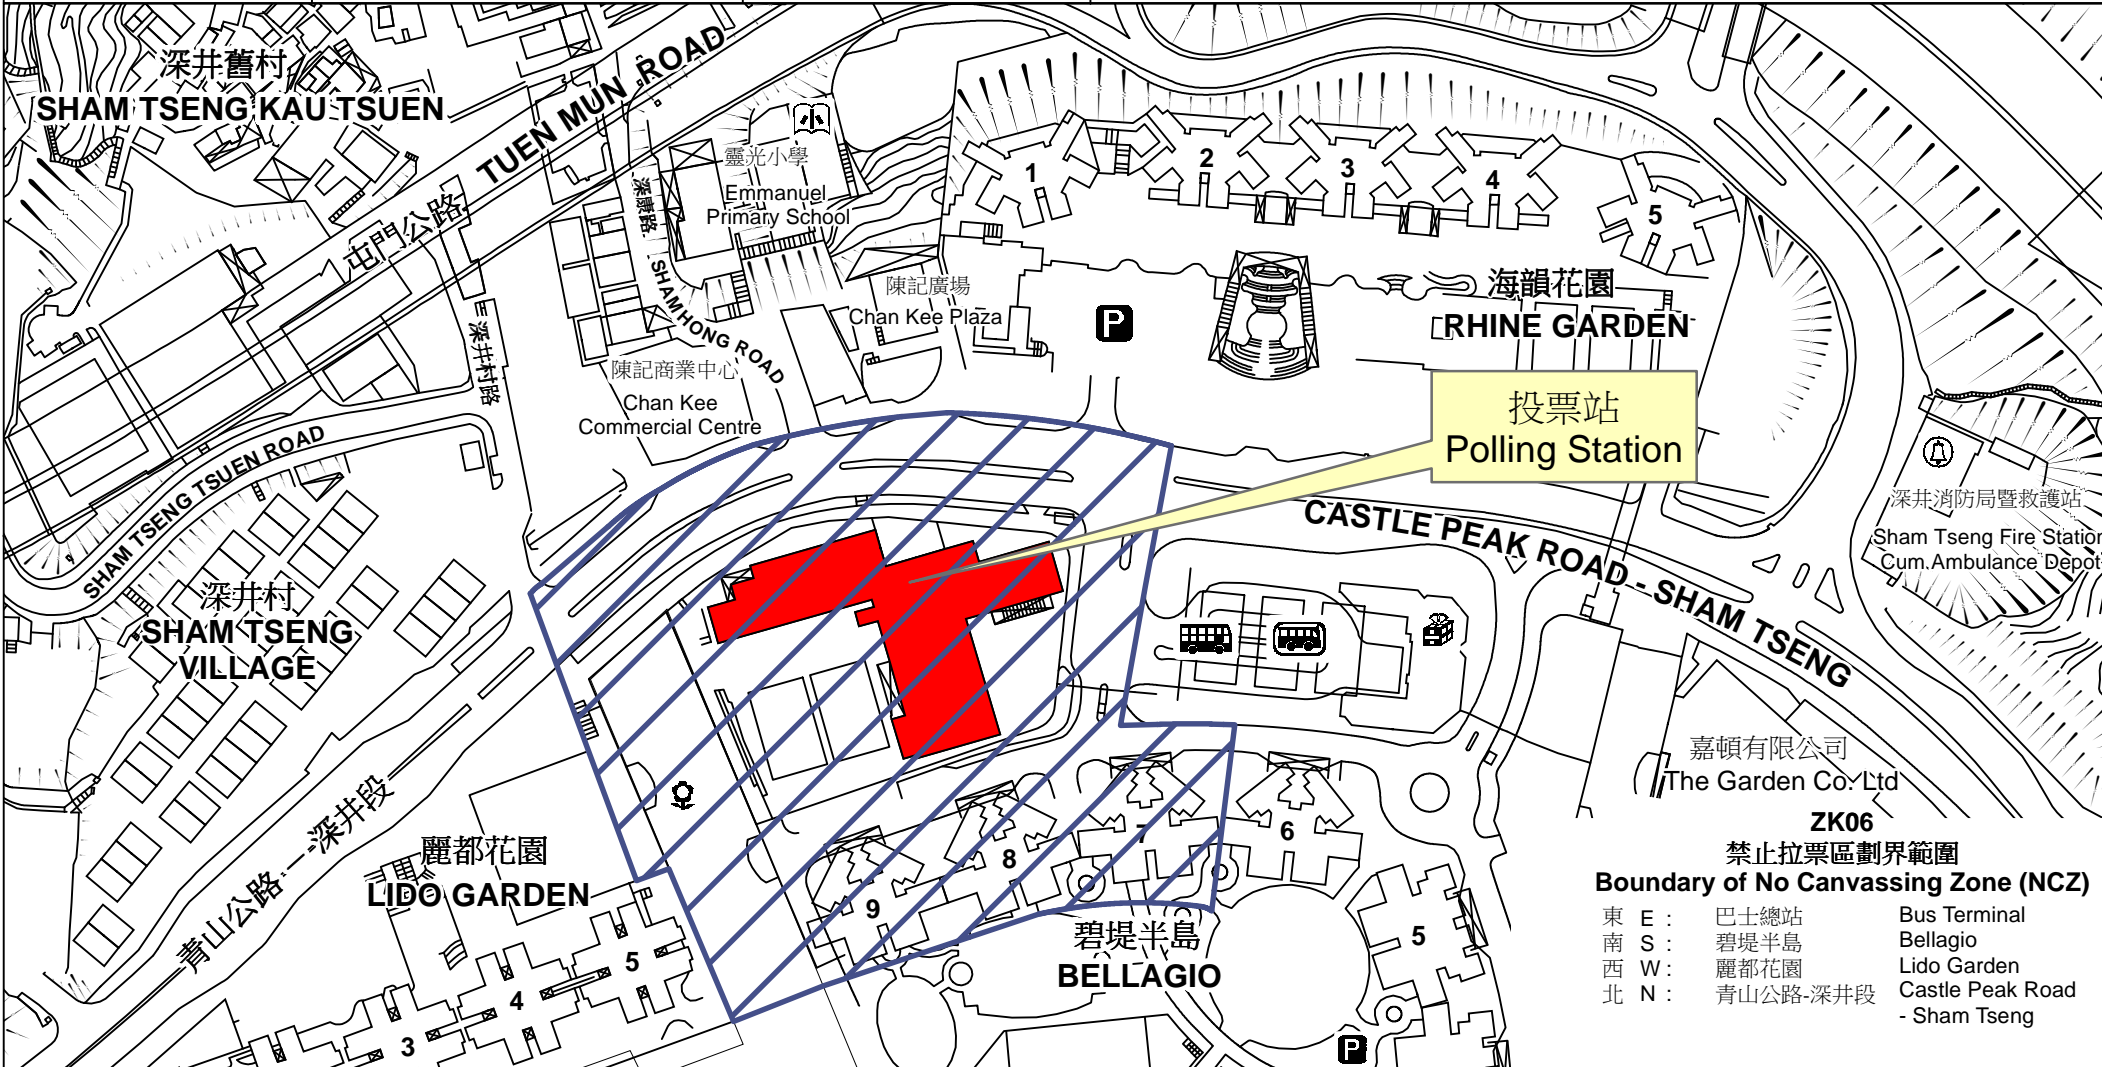 深井舊村
SHAM TSENG KAU TSUEN
TUEN MUN ROAD
屯門公路
小
靈光小學
Emmanuel
Primary School
深康路
SHAM HONG ROAD
陳記廣場
Chan Kee Plaza
陳記商業中心
Chan Kee
Commercial Centre
深井村路
SHAM TSENG TSUEN ROAD
深井村
SHAM TSENG
VILLAGE
1
2
3
4
5
海韻花園
RHINE GARDEN
P
投票站
Polling Station
CASTLE PEAK ROAD - SHAM TSENG
深井消防局暨救護站
Sham Tseng Fire Station
Cum Ambulance Depot
嘉頓有限公司
The Garden Co. Ltd
青山公路---深井段
麗都花園
LIDO GARDEN
3
4
5
9
8
7
6
5
碧堤半島
BELLAGIO
P
ZK06
禁止拉票區劃界範圍
Boundary of No Canvassing Zone (NCZ)
東 E : 巴士總站 Bus Terminal
南 S : 碧堤半島 Bellagio
西 W : 麗都花園 Lido Garden
北 N : 青山公路-深井段 Castle Peak Road
- Sham Tseng